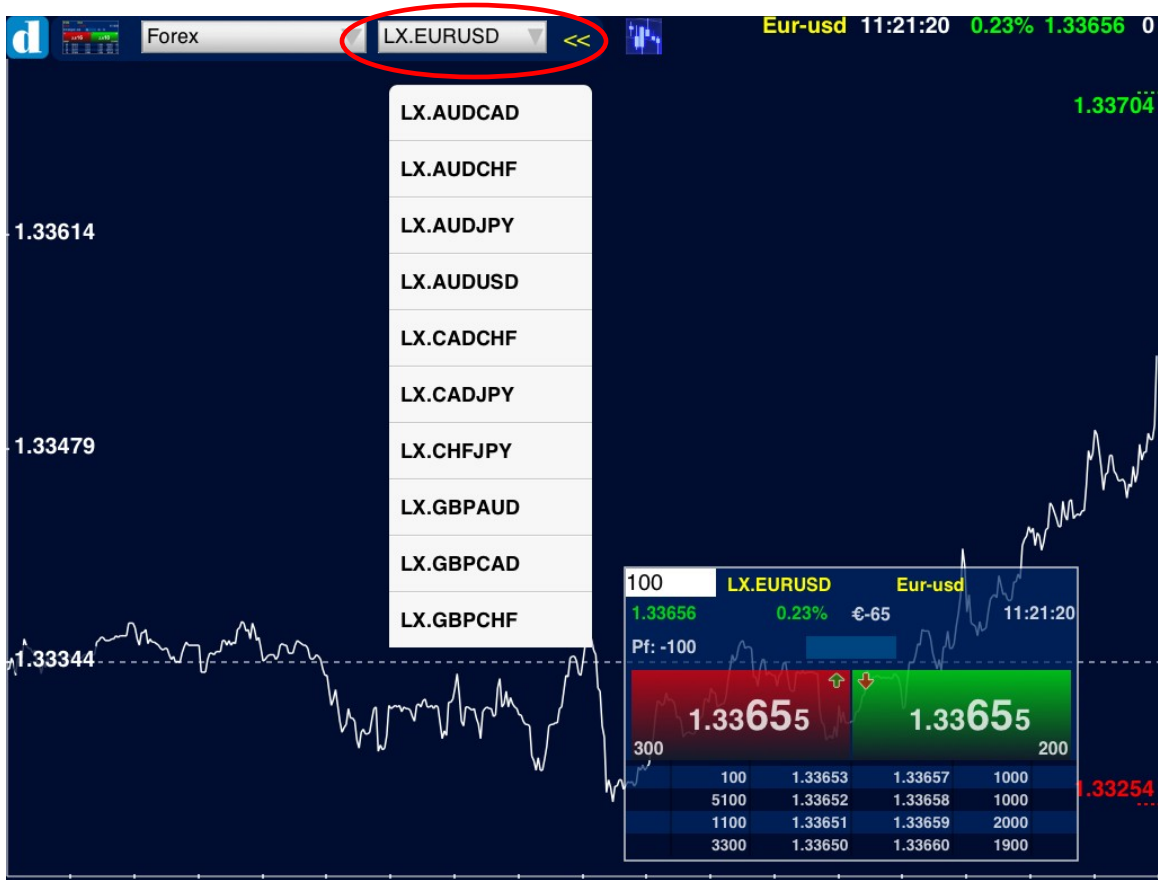 d Forex LX.EURUSD << Eur-usd 11:21:20 0.23% 1.33656 0
LX.AUDCAD
1.33704
LX.AUDCHF
LX.AUDJPY
1.33614
LX.AUDUSD
LX.CADCHF
LX.CADJPY
1.33479
LX.CHFJPY
LX.GBPAUD
LX.GBPCAD
LX.GBPCHF
1.33344
100 LX.EURUSD Eur-usd
1.33656 0.23% €-65 11:21:20
Pf: -100
1.33655 1.33655
300 200
100 1.33653 1.33657 1000
5100 1.33652 1.33658 1000
1100 1.33651 1.33659 2000
3300 1.33650 1.33660 1900
1.33254